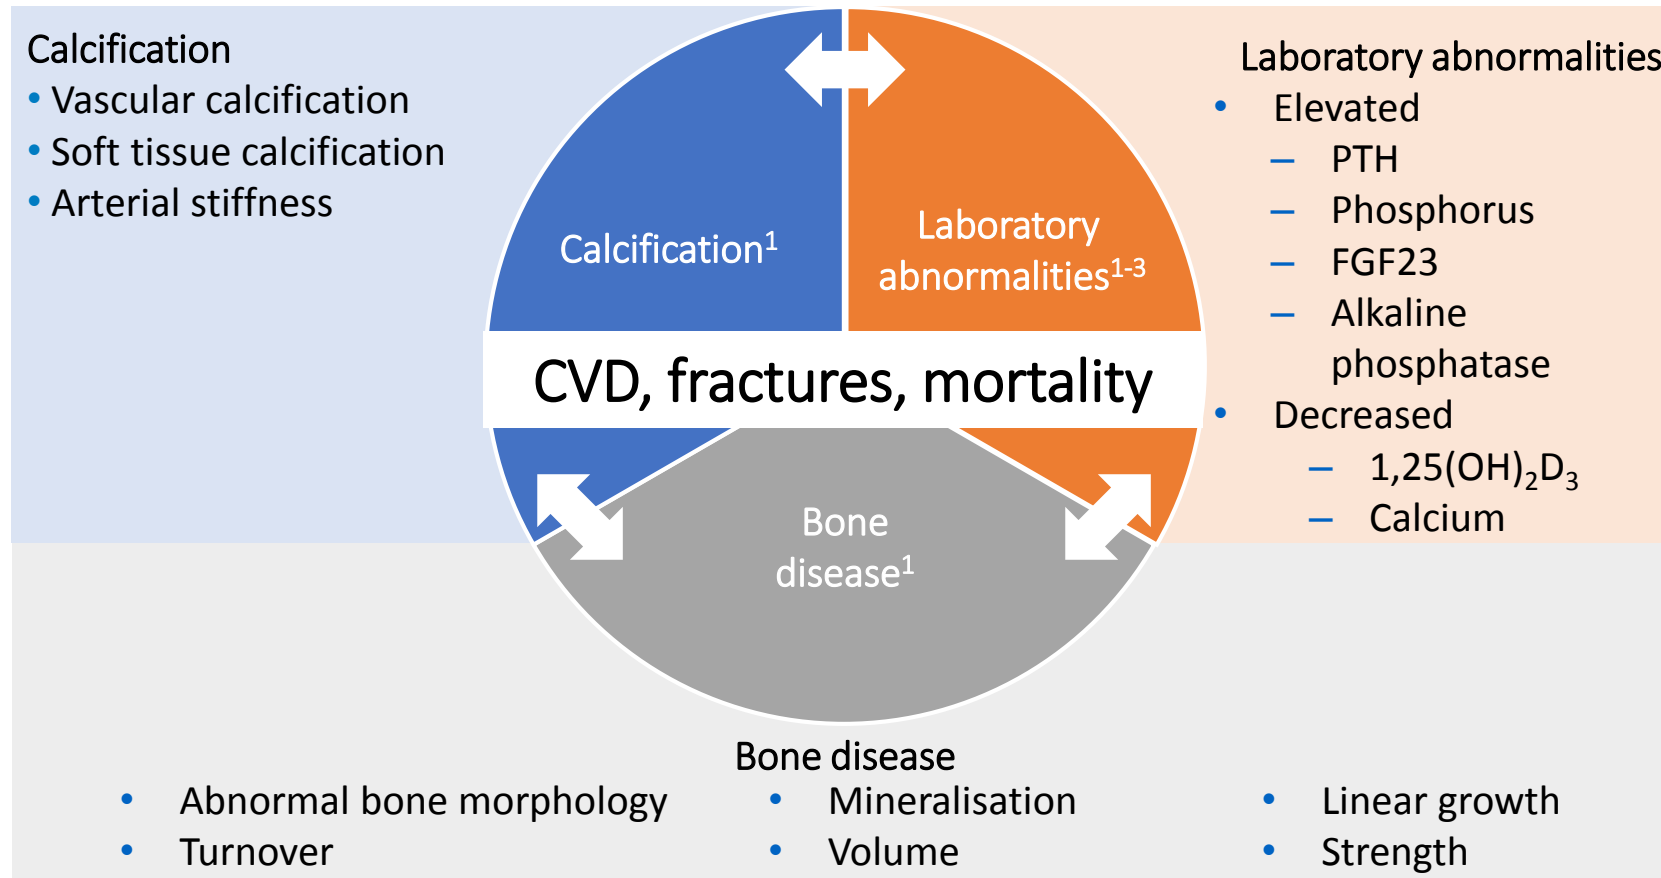 Calcification
• Vascular calcification
• Soft tissue calcification
• Arterial stiffness
Calcification¹
Laboratory
abnormalities¹⁻³
Laboratory abnormalities
• Elevated
– PTH
– Phosphorus
– FGF23
– Alkaline
phosphatase
• Decreased
– 1,25(OH)₂D₃
– Calcium
CVD, fractures, mortality
Bone
disease¹
Bone disease
• Abnormal bone morphology
• Turnover
• Mineralisation
• Volume
• Linear growth
• Strength